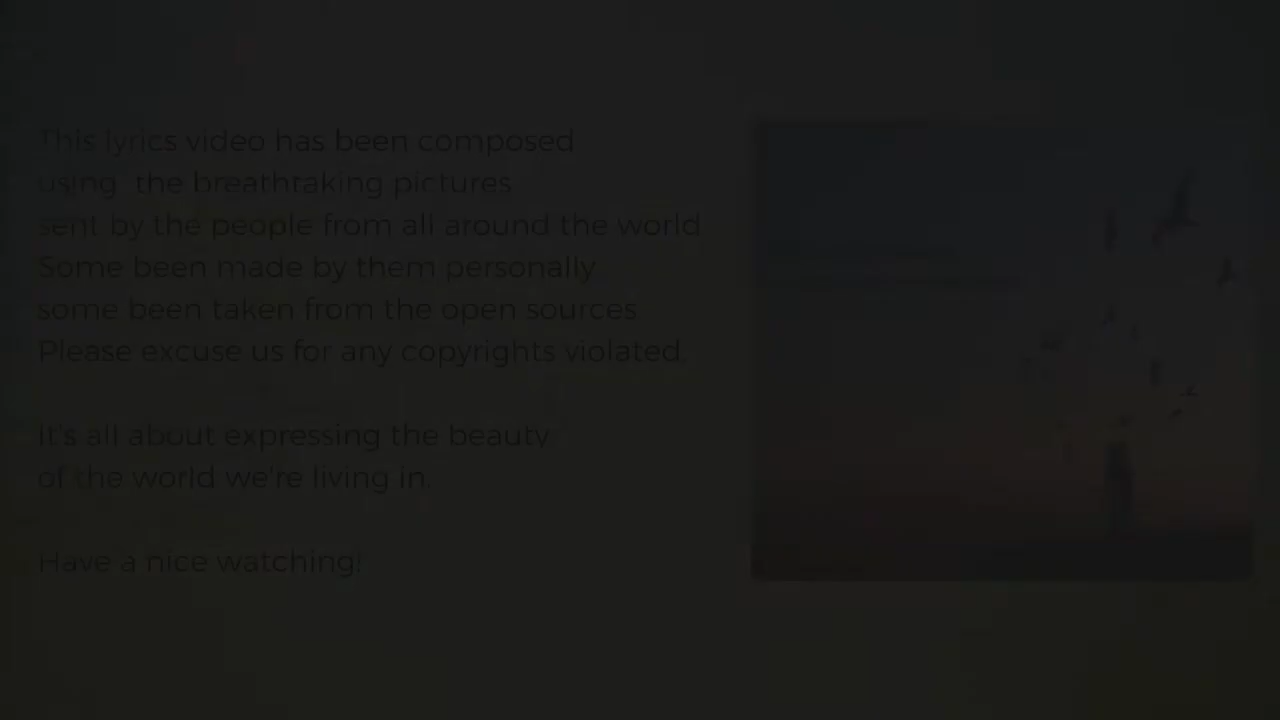 This lyrics video has been composed
using the breathtaking pictures
sent by the people from all around the world
Some been made by them personally
some been taken from the open sources
Please excuse us for any copyrights violated.
It's all about expressing the beauty
of the world we're living in.
Have a nice watching!